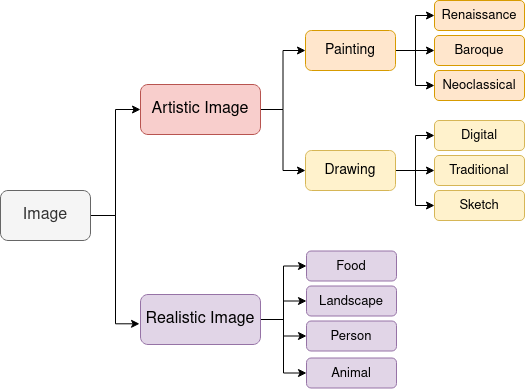 Image
Artistic Image
Painting
Renaissance
Baroque
Neoclassical
Drawing
Digital
Traditional
Sketch
Realistic Image
Food
Landscape
Person
Animal